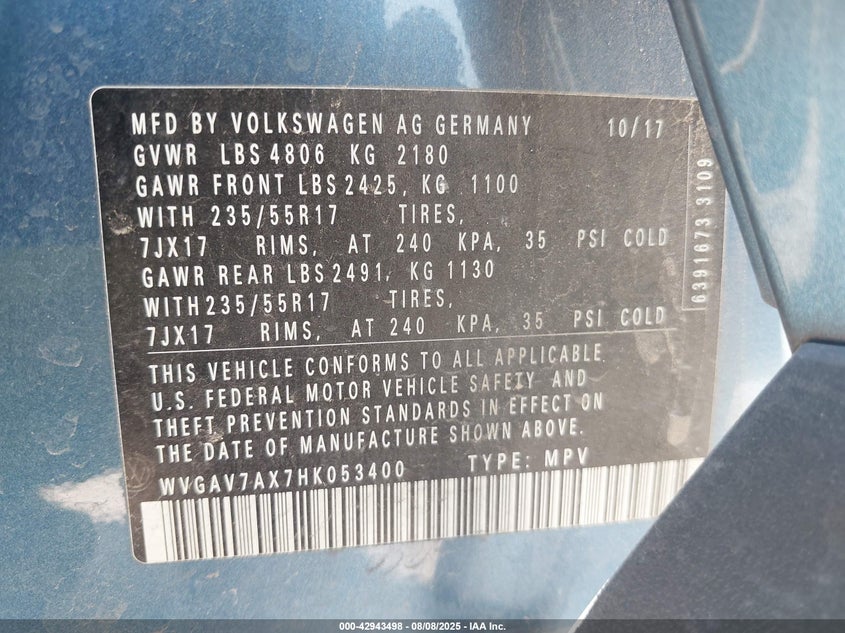 MFD BY VOLKSWAGEN AG GERMANY 10/17
GVWR LBS 4806 KG 2180
GAWR FRONT LBS 2425, KG 1100
WITH 235/55R17 TIRES,
7JX17 RIMS, AT 240 KPA, 35 PSI COLD
GAWR REAR LBS 2491, KG 1130
WITH 235/55R17 TIRES,
7JX17 RIMS, AT 240 KPA, 35 PSI COLD
THIS VEHICLE CONFORMS TO ALL APPLICABLE
U.S. FEDERAL MOTOR VEHICLE SAFETY AND
THEFT PREVENTION STANDARDS IN EFFECT ON
THE DATE OF MANUFACTURE SHOWN ABOVE.
WVGAV7AX7HK053400 TYPE: MPV
6391673 3109
000-42943498 - 08/08/2025 - IAA Inc.